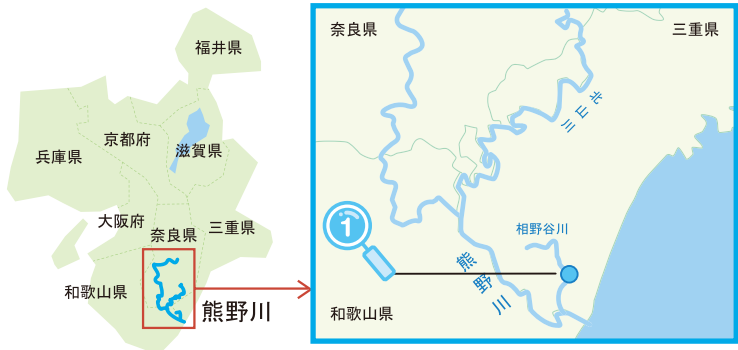 福井県
京都府
兵庫県
滋賀県
大阪府
奈良県
三重県
和歌山県
熊野川
奈良県
三重県
北山川
1
相野谷川
熊野川
和歌山県